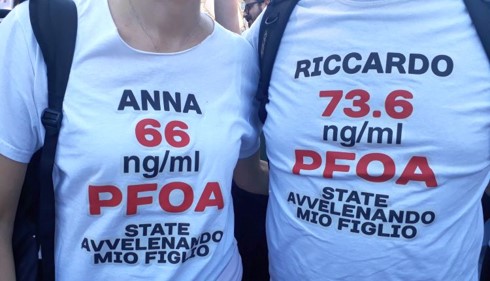 ANNA
66
ng/ml
PFOA
STATE
AVVELENANDO
MIO FIGLIO
RICCARDO
73.6
ng/ml
PFOA
STATE
AVVELENANDO
MIO FIGLIO